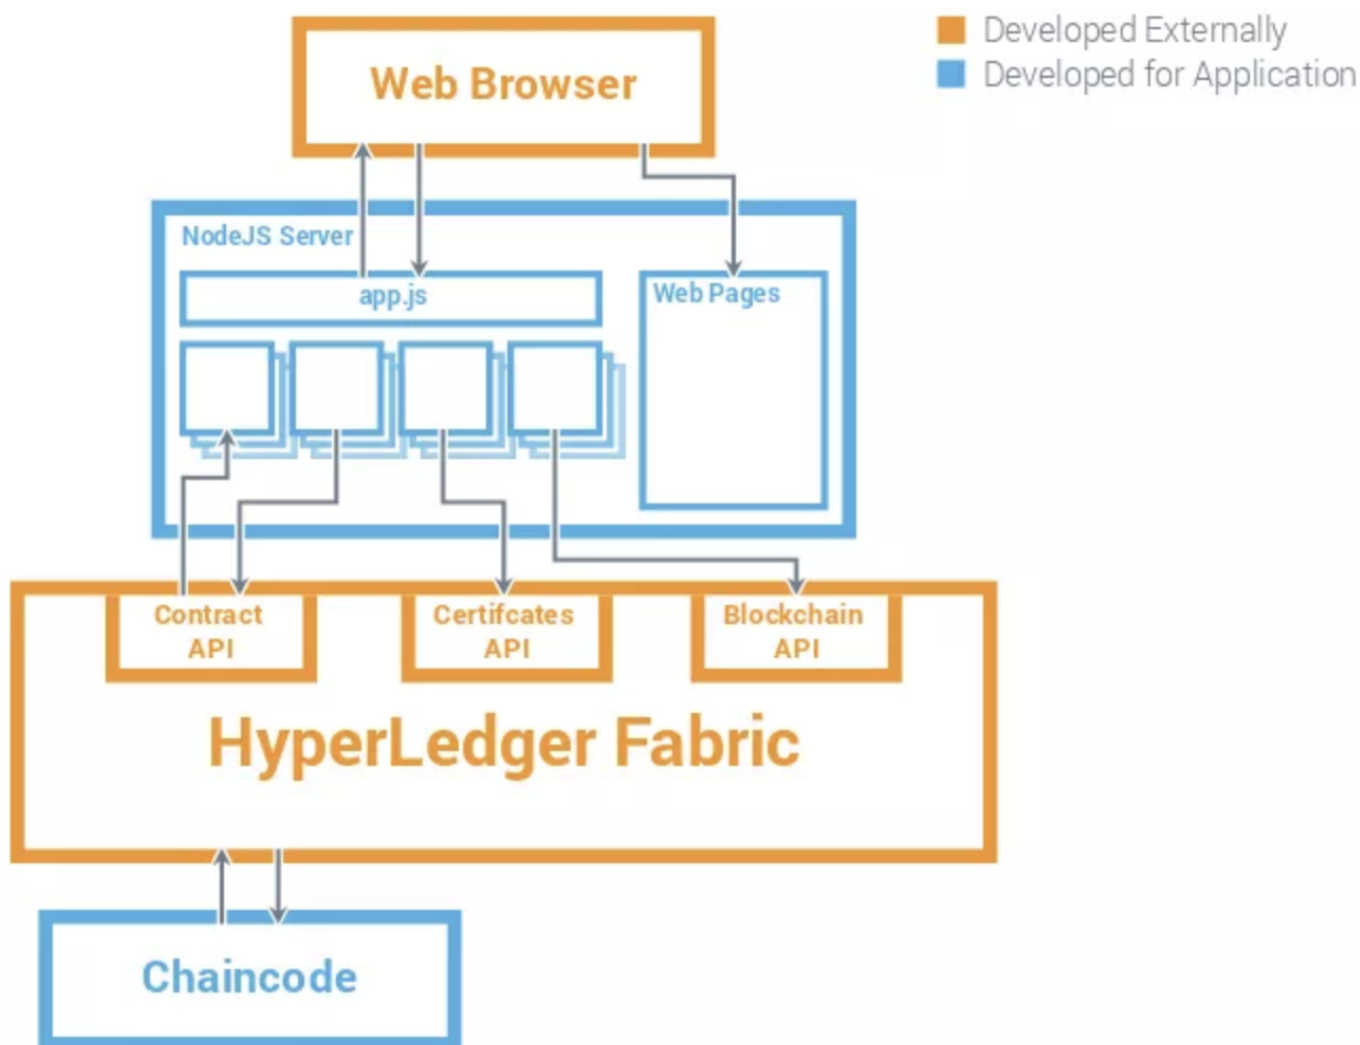 Developed Externally
Developed for Application
Web Browser
NodeJS Server
app.js
Web Pages
Contract
API
Certifcates
API
Blockchain
API
HyperLedger Fabric
Chaincode